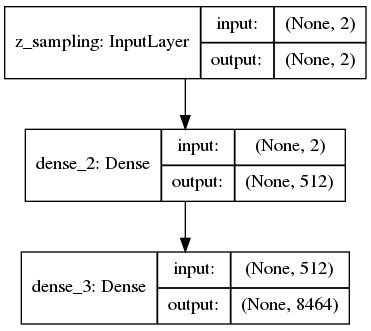 z_sampling: InputLayer
input: (None, 2)
output: (None, 2)
dense_2: Dense
input: (None, 2)
output: (None, 512)
dense_3: Dense
input: (None, 512)
output: (None, 8464)